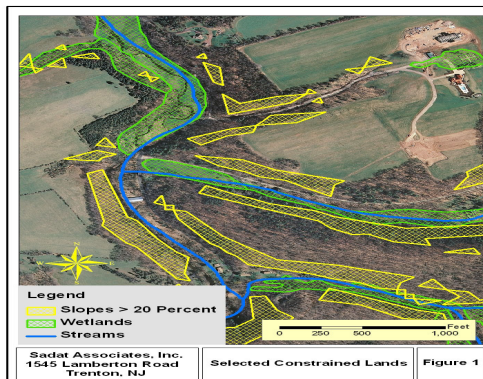 Legend
Slopes > 20 Percent
Wetlands
Streams
Feet
0 250 500 1,000
Sadat Associates, Inc.
1545 Lamberton Road
Trenton, NJ
Selected Constrained Lands
Figure 1